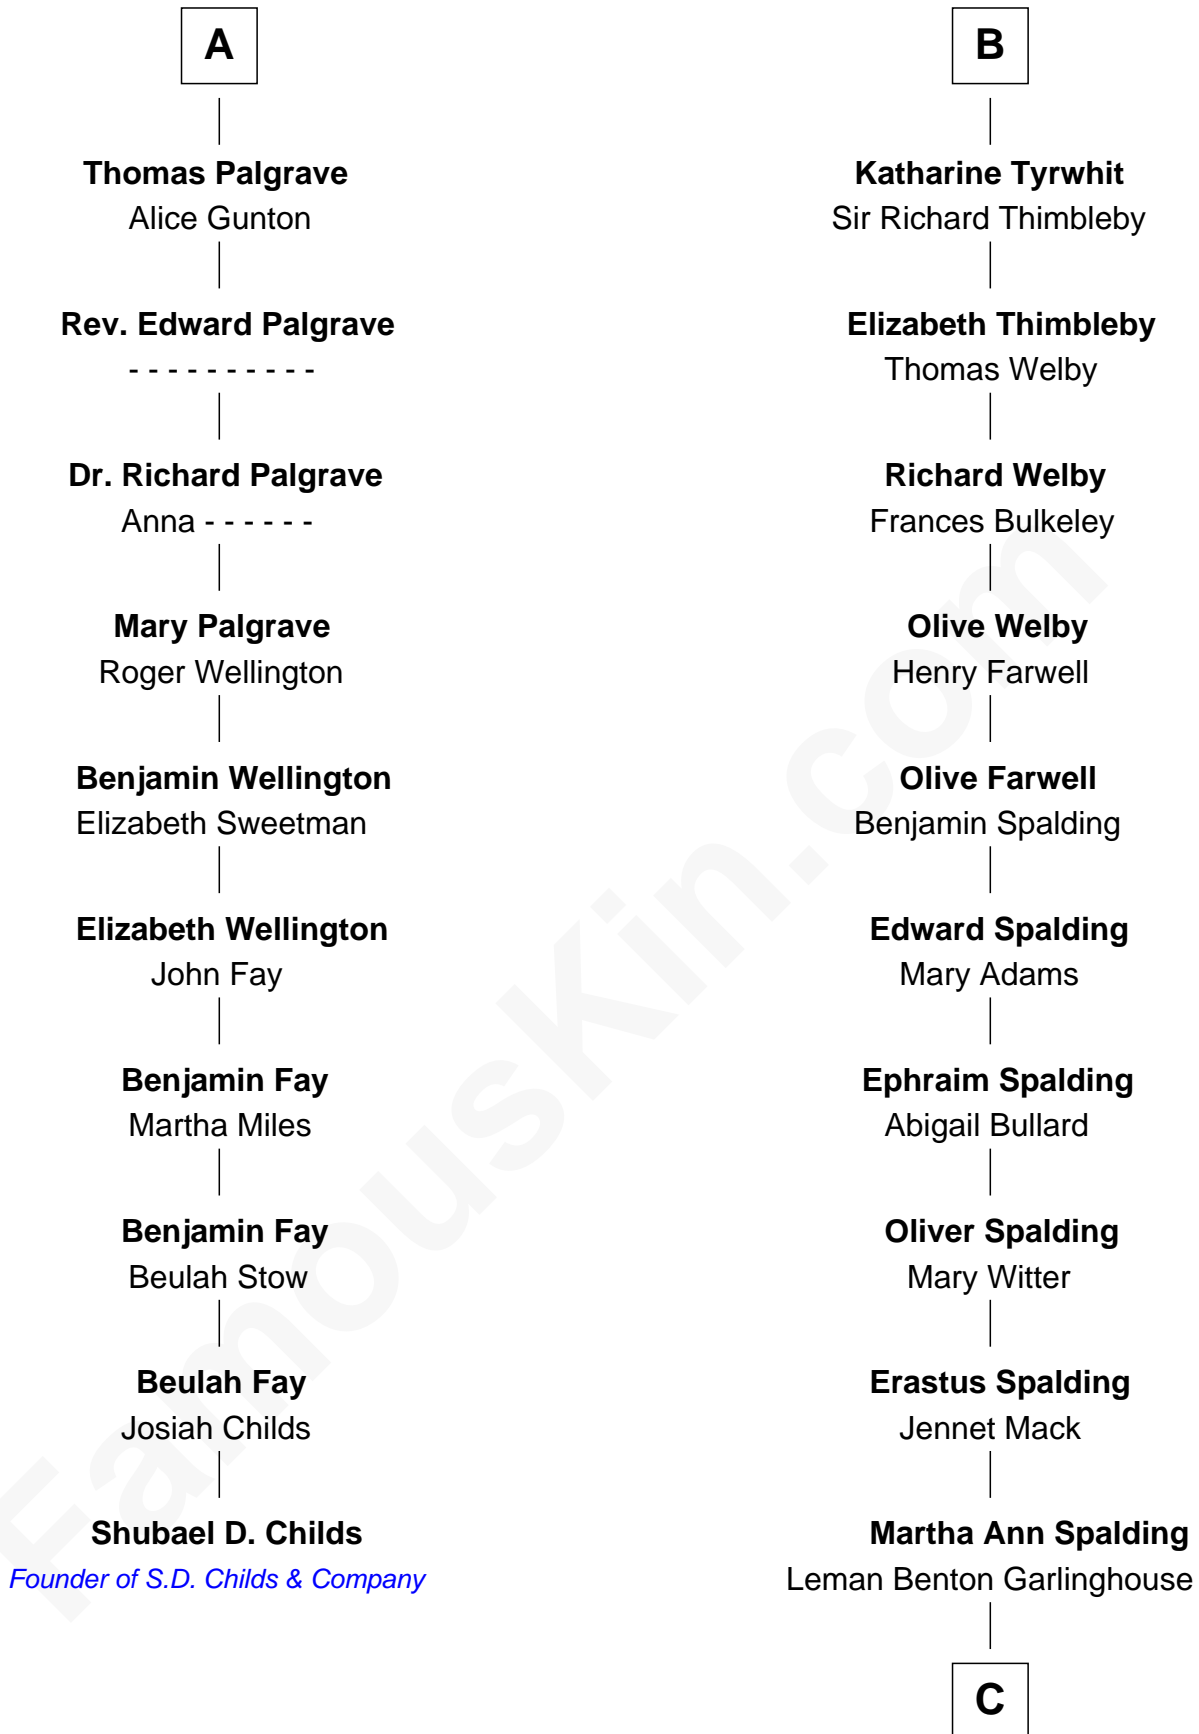 A
Thomas Palgrave
Alice Gunton
Rev. Edward Palgrave
- - - - - - - - - -
Dr. Richard Palgrave
Anna - - - - - -
Mary Palgrave
Roger Wellington
Benjamin Wellington
Elizabeth Sweetman
Elizabeth Wellington
John Fay
Benjamin Fay
Martha Miles
Benjamin Fay
Beulah Stow
Beulah Fay
Josiah Childs
Shubael D. Childs
Founder of S.D. Childs & Company
B
Katharine Tyrwhit
Sir Richard Thimbleby
Elizabeth Thimbleby
Thomas Welby
Richard Welby
Frances Bulkeley
Olive Welby
Henry Farwell
Olive Farwell
Benjamin Spalding
Edward Spalding
Mary Adams
Ephraim Spalding
Abigail Bullard
Oliver Spalding
Mary Witter
Erastus Spalding
Jennet Mack
Martha Ann Spalding
Leman Benton Garlinghouse
C
FamousKin.com